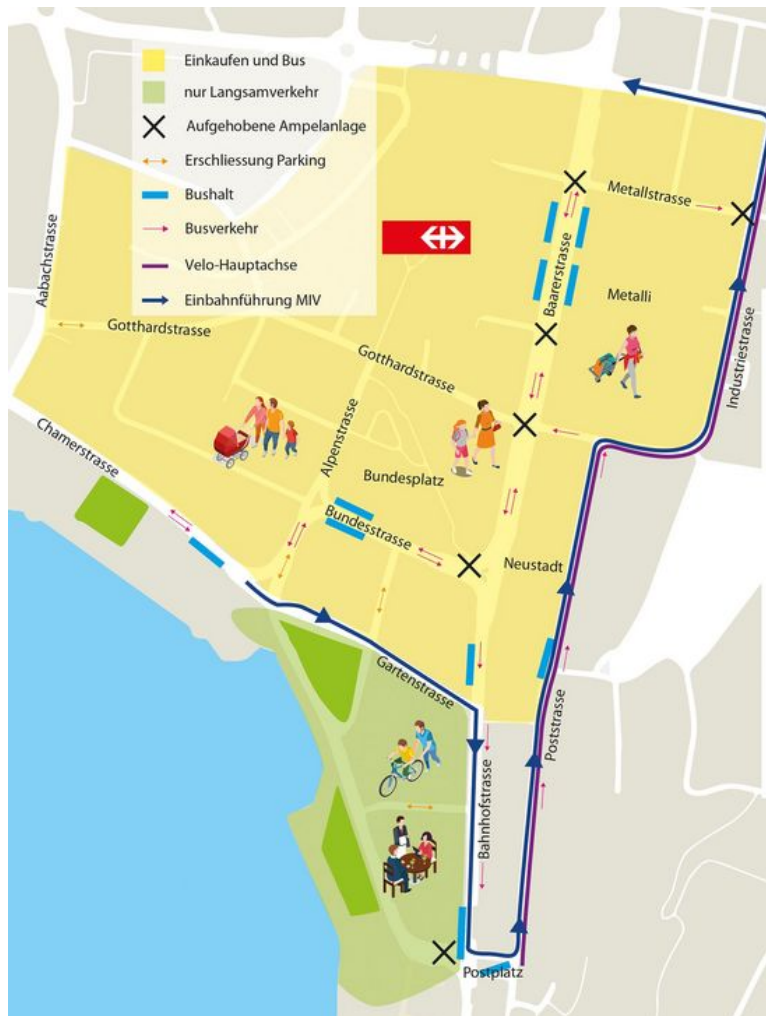 Einkaufen und Bus
nur Langsamverkehr
Aufgehobene Ampelanlage
Erschliessung Parking
Bushalt
Busverkehr
Velo-Hauptachse
Einbahnführung MIV
Aabachstrasse
Metallstrasse
Baarerstrasse
Metalli
Industriestrasse
Gotthardstrasse
Gotthardstrasse
Chamerstrasse
Alpenstrasse
Bundesplatz
Bundesstrasse
Neustadt
Gartenstrasse
Poststrasse
Bahnhofstrasse
Postplatz